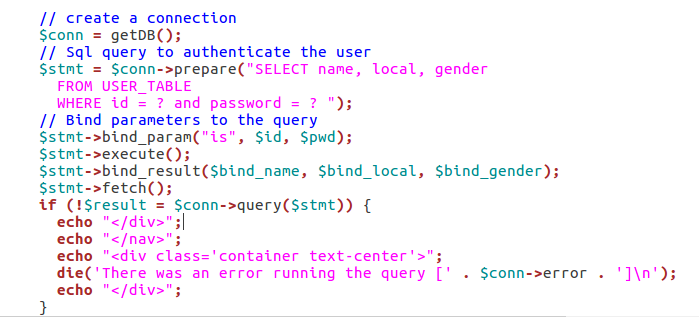 // create a connection
$conn = getDB();
// Sql query to authenticate the user
$stmt = $conn->prepare("SELECT name, local, gender
FROM USER_TABLE
WHERE id = ? and password = ? ");
// Bind parameters to the query
$stmt->bind_param("is", $id, $pwd);
$stmt->execute();
$stmt->bind_result($bind_name, $bind_local, $bind_gender);
$stmt->fetch();
if (!$result = $conn->query($stmt)) {
echo "</div>";
echo "</nav>";
echo "<div class='container text-center'>";
die('There was an error running the query [' . $conn->error . ']\n');
echo "</div>";
}